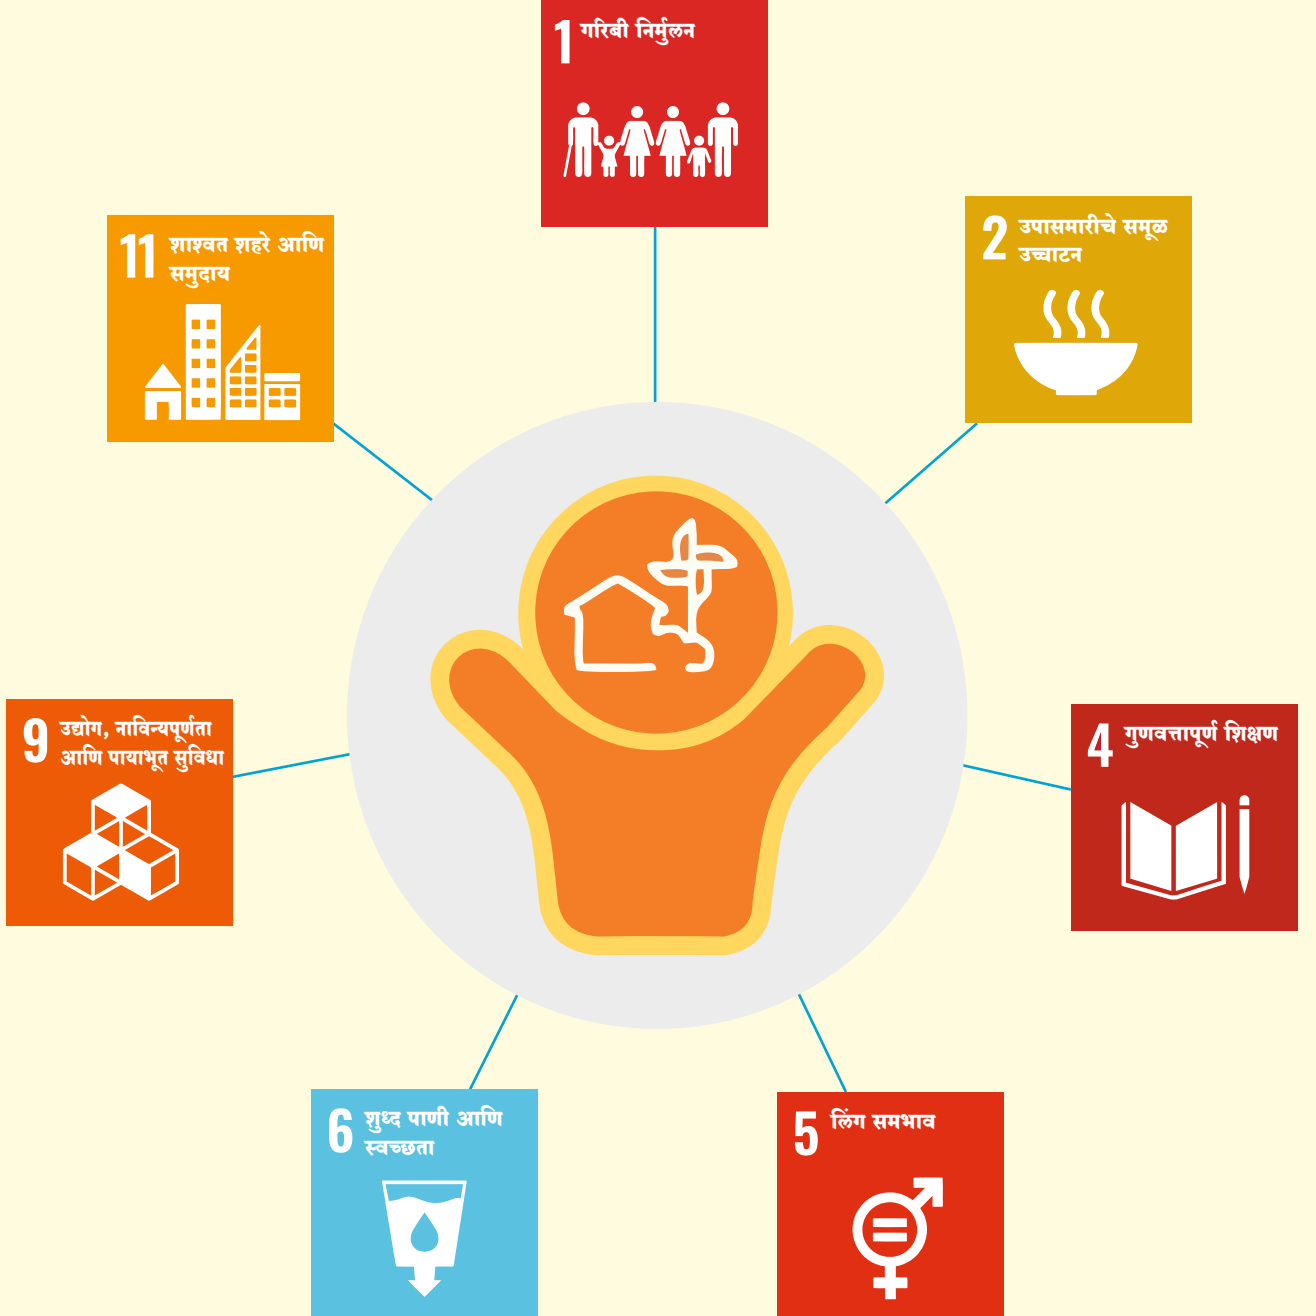 1 गरिबी निर्मुलन
2 उपासमारीचे समूळ
उच्चाटन
11 शाश्वत शहरे आणि
समुदाय
9 उद्योग, नाविन्यपूर्णता
आणि पायाभूत सुविधा
4 गुणवत्तापूर्ण शिक्षण
6 शुध्द पाणी आणि
स्वच्छता
5 लिंग समभाव